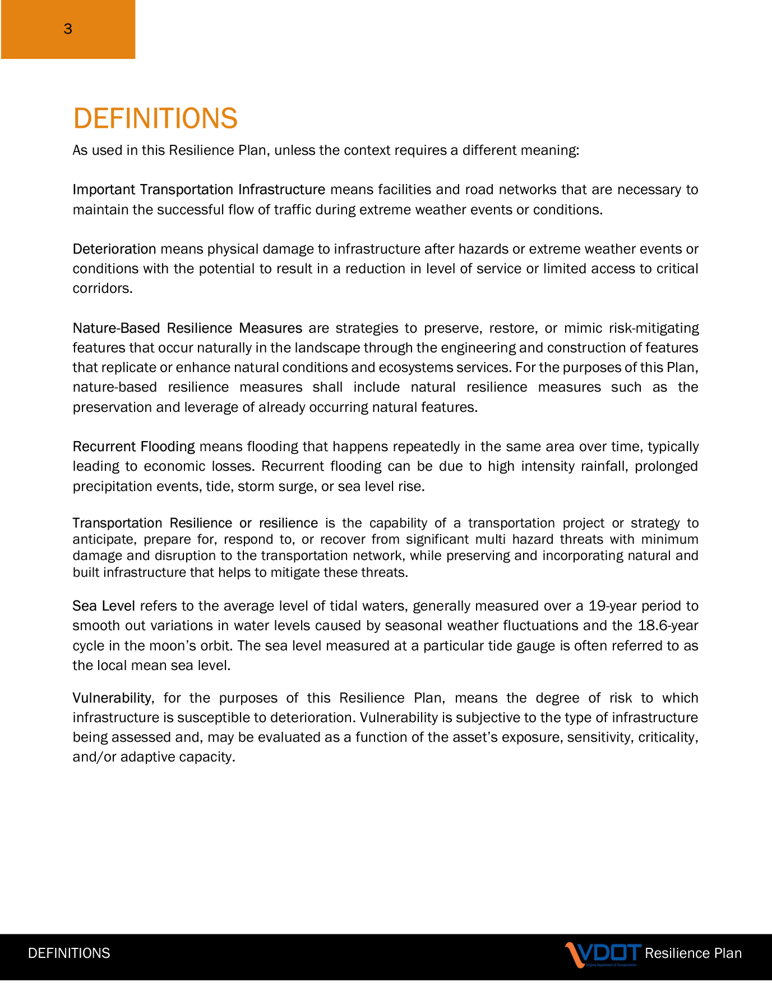 3
DEFINITIONS
As used in this Resilience Plan, unless the context requires a different meaning:
Important Transportation Infrastructure means facilities and road networks that are necessary to
maintain the successful flow of traffic during extreme weather events or conditions.
Deterioration means physical damage to infrastructure after hazards or extreme weather events or
conditions with the potential to result in a reduction in level of service or limited access to critical
corridors.
Nature-Based Resilience Measures are strategies to preserve, restore, or mimic risk-mitigating
features that occur naturally in the landscape through the engineering and construction of features
that replicate or enhance natural conditions and ecosystems services. For the purposes of this Plan,
nature-based resilience measures shall include natural resilience measures such as the
preservation and leverage of already occurring natural features.
Recurrent Flooding means flooding that happens repeatedly in the same area over time, typically
leading to economic losses. Recurrent flooding can be due to high intensity rainfall, prolonged
precipitation events, tide, storm surge, or sea level rise.
Transportation Resilience or resilience is the capability of a transportation project or strategy to
anticipate, prepare for, respond to, or recover from significant multi hazard threats with minimum
damage and disruption to the transportation network, while preserving and incorporating natural and
built infrastructure that helps to mitigate these threats.
Sea Level refers to the average level of tidal waters, generally measured over a 19-year period to
smooth out variations in water levels caused by seasonal weather fluctuations and the 18.6-year
cycle in the moon’s orbit. The sea level measured at a particular tide gauge is often referred to as
the local mean sea level.
Vulnerability, for the purposes of this Resilience Plan, means the degree of risk to which
infrastructure is susceptible to deterioration. Vulnerability is subjective to the type of infrastructure
being assessed and, may be evaluated as a function of the asset’s exposure, sensitivity, criticality,
and/or adaptive capacity.
DEFINITIONS
VDOT Resilience Plan
Virginia Department of Transportation